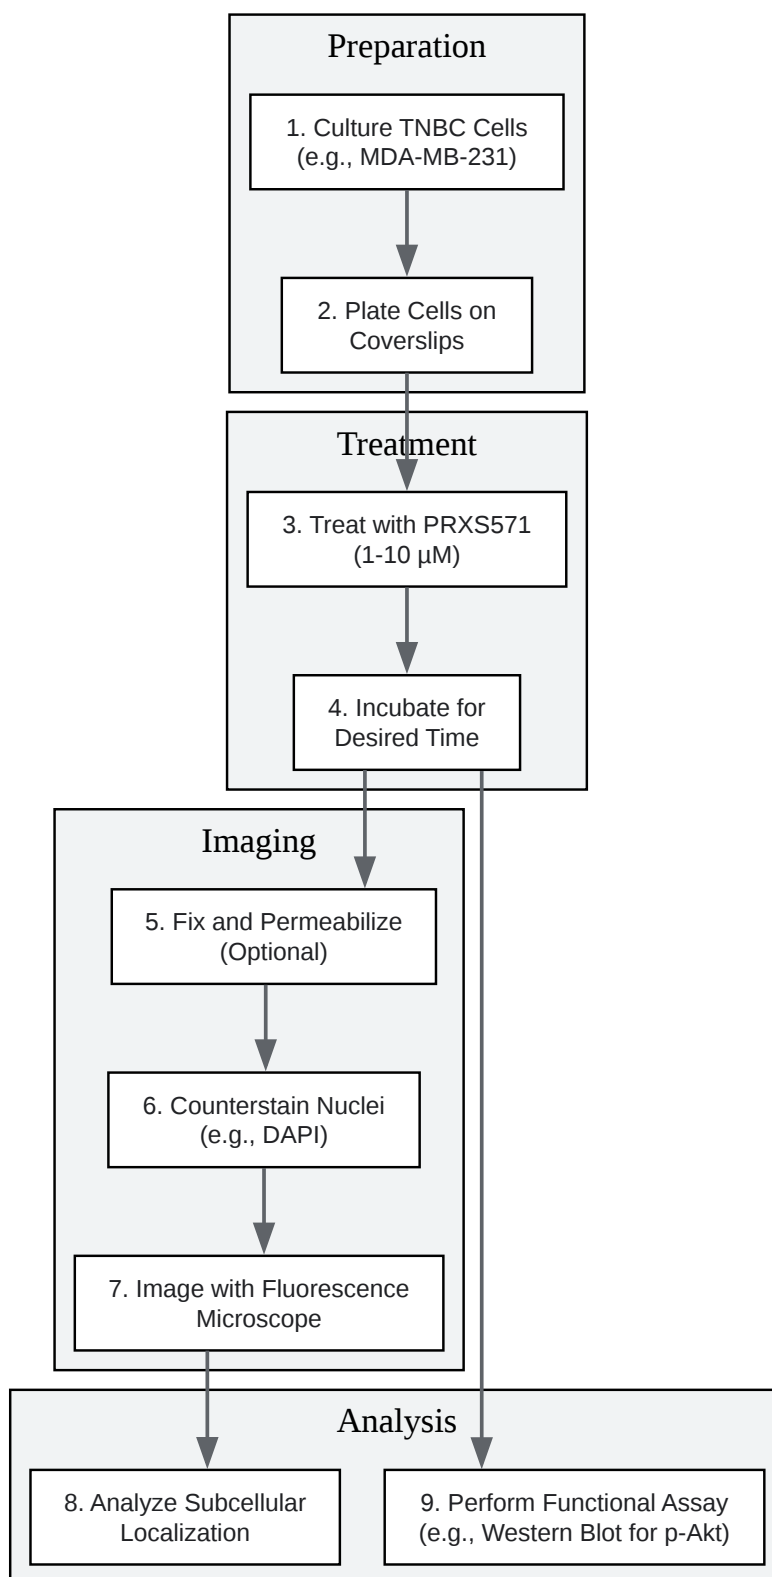 Preparation
1. Culture TNBC Cells
(e.g., MDA-MB-231)
2. Plate Cells on
Coverslips
Treatment
3. Treat with PRXS571
(1-10 µM)
4. Incubate for
Desired Time
Imaging
5. Fix and Permeabilize
(Optional)
6. Counterstain Nuclei
(e.g., DAPI)
7. Image with Fluorescence
Microscope
Analysis
8. Analyze Subcellular
Localization
9. Perform Functional Assay
(e.g., Western Blot for p-Akt)